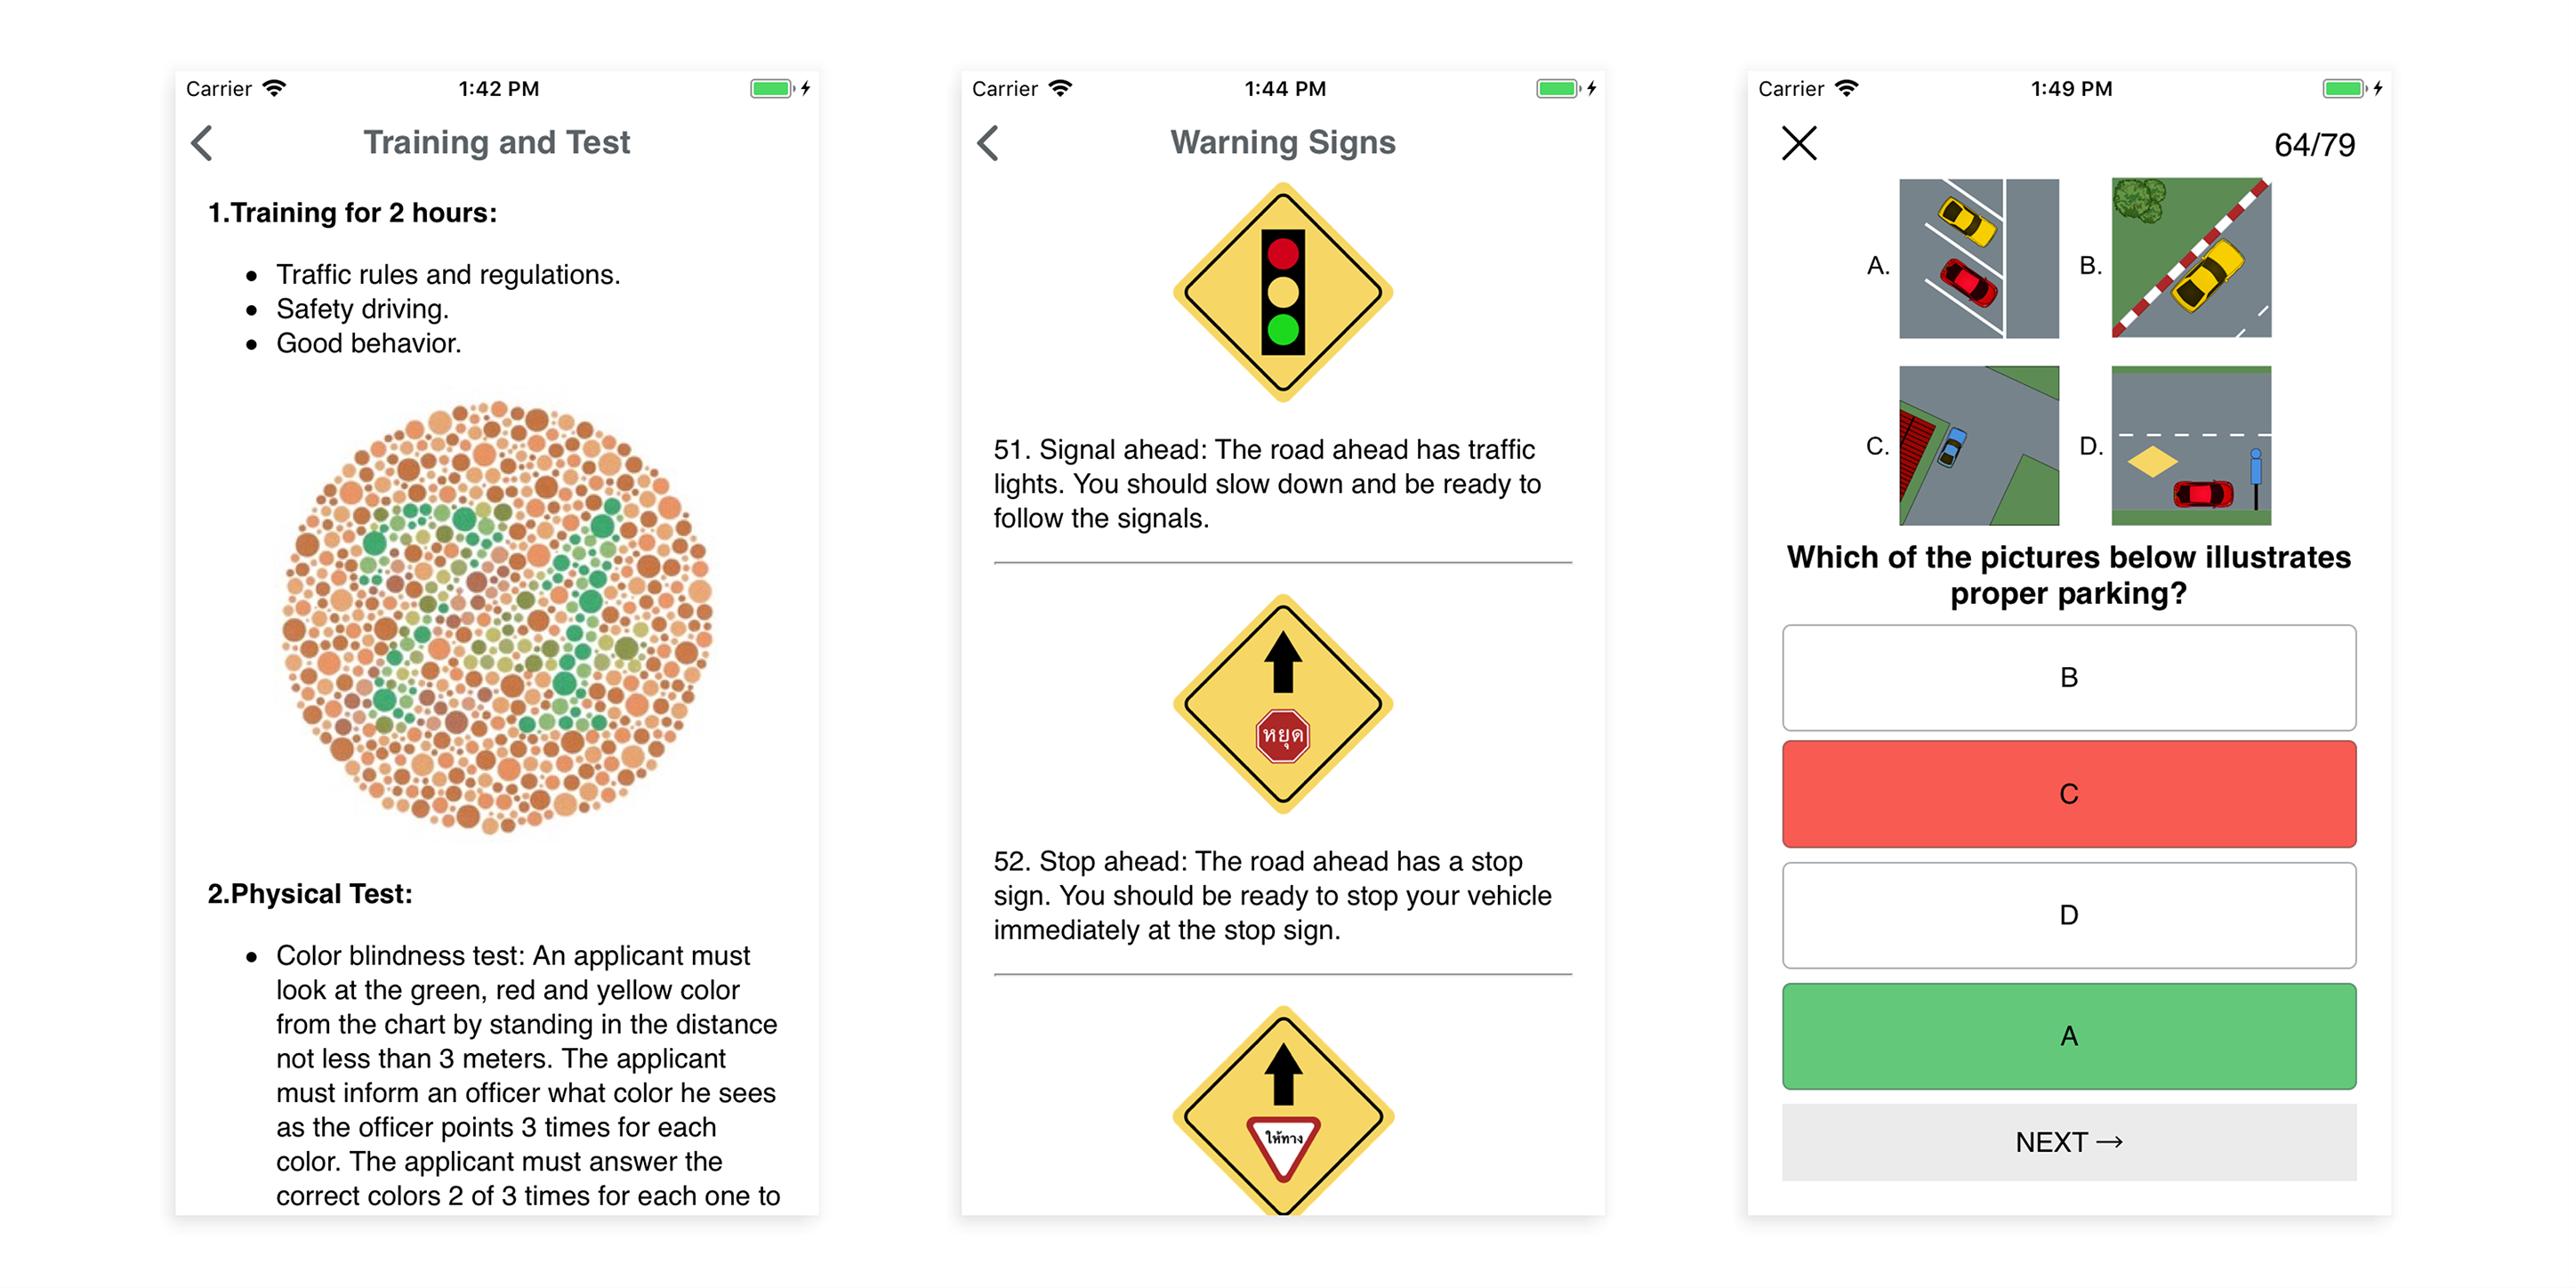 Carrier 1:42 PM
Training and Test
1.Training for 2 hours:
• Traffic rules and regulations.
• Safety driving.
• Good behavior.
2.Physical Test:
• Color blindness test: An applicant must
look at the green, red and yellow color
from the chart by standing in the distance
not less than 3 meters. The applicant
must inform an officer what color he sees
as the officer points 3 times for each
color. The applicant must answer the
correct colors 2 of 3 times for each one to
Carrier 1:44 PM
Warning Signs
51. Signal ahead: The road ahead has traffic
lights. You should slow down and be ready to
follow the signals.
หยุด
52. Stop ahead: The road ahead has a stop
sign. You should be ready to stop your vehicle
immediately at the stop sign.
ให้ทาง
Carrier 1:49 PM
64/79
A. B.
C. D.
Which of the pictures below illustrates
proper parking?
B
C
D
A
NEXT →